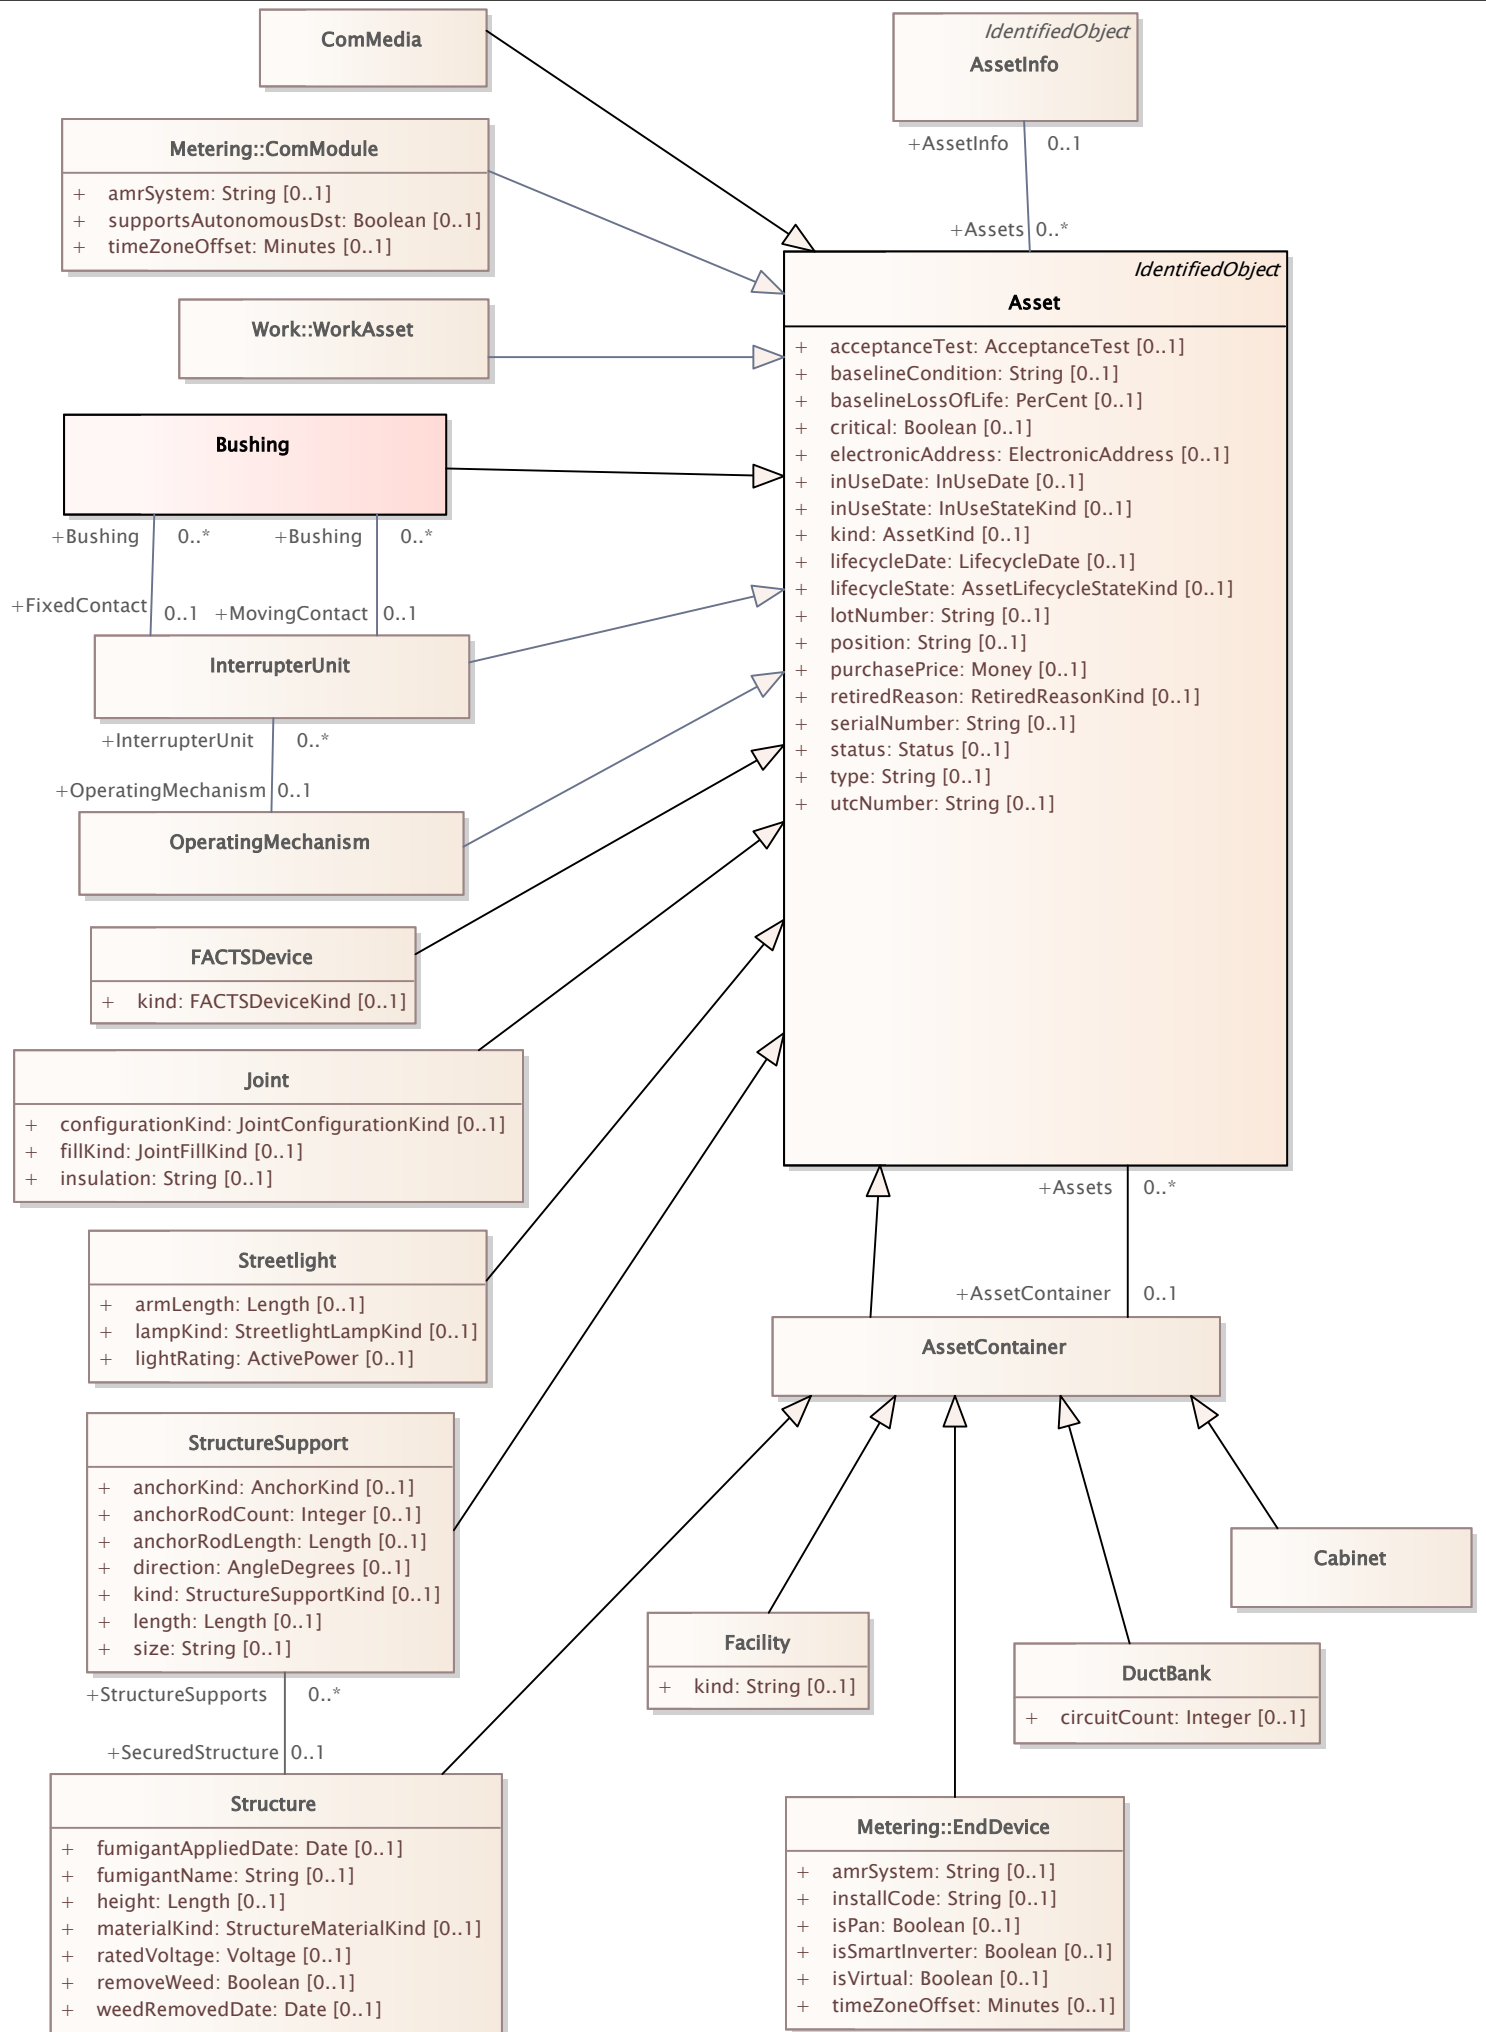 ComMedia
IdentifiedObject
AssetInfo
+AssetInfo 0..1
+Assets 0..*
Metering::ComModule
+ amrSystem: String [0..1]
+ supportsAutonomousDst: Boolean [0..1]
+ timeZoneOffset: Minutes [0..1]
Work::WorkAsset
IdentifiedObject
Asset
+ acceptanceTest: AcceptanceTest [0..1]
+ baselineCondition: String [0..1]
+ baselineLossOfLife: PerCent [0..1]
+ critical: Boolean [0..1]
+ electronicAddress: ElectronicAddress [0..1]
+ inUseDate: InUseDate [0..1]
+ inUseState: InUseStateKind [0..1]
+ kind: AssetKind [0..1]
+ lifecycleDate: LifecycleDate [0..1]
+ lifecycleState: AssetLifecycleStateKind [0..1]
+ lotNumber: String [0..1]
+ position: String [0..1]
+ purchasePrice: Money [0..1]
+ retiredReason: RetiredReasonKind [0..1]
+ serialNumber: String [0..1]
+ status: Status [0..1]
+ type: String [0..1]
+ utcNumber: String [0..1]
Bushing
+Bushing 0..* +Bushing 0..*
+FixedContact 0..1 +MovingContact 0..1
InterrupterUnit
+InterrupterUnit 0..*
+OperatingMechanism 0..1
OperatingMechanism
FACTSDevice
+ kind: FACTSDeviceKind [0..1]
Joint
+ configurationKind: JointConfigurationKind [0..1]
+ fillKind: JointFillKind [0..1]
+ insulation: String [0..1]
+Assets 0..*
+AssetContainer 0..1
AssetContainer
Streetlight
+ armLength: Length [0..1]
+ lampKind: StreetlightLampKind [0..1]
+ lightRating: ActivePower [0..1]
StructureSupport
+ anchorKind: AnchorKind [0..1]
+ anchorRodCount: Integer [0..1]
+ anchorRodLength: Length [0..1]
+ direction: AngleDegrees [0..1]
+ kind: StructureSupportKind [0..1]
+ length: Length [0..1]
+ size: String [0..1]
+StructureSupports 0..*
+SecuredStructure 0..1
Structure
+ fumigantAppliedDate: Date [0..1]
+ fumigantName: String [0..1]
+ height: Length [0..1]
+ materialKind: StructureMaterialKind [0..1]
+ ratedVoltage: Voltage [0..1]
+ removeWeed: Boolean [0..1]
+ weedRemovedDate: Date [0..1]
Cabinet
Facility
+ kind: String [0..1]
DuctBank
+ circuitCount: Integer [0..1]
Metering::EndDevice
+ amrSystem: String [0..1]
+ installCode: String [0..1]
+ isPan: Boolean [0..1]
+ isSmartInverter: Boolean [0..1]
+ isVirtual: Boolean [0..1]
+ timeZoneOffset: Minutes [0..1]